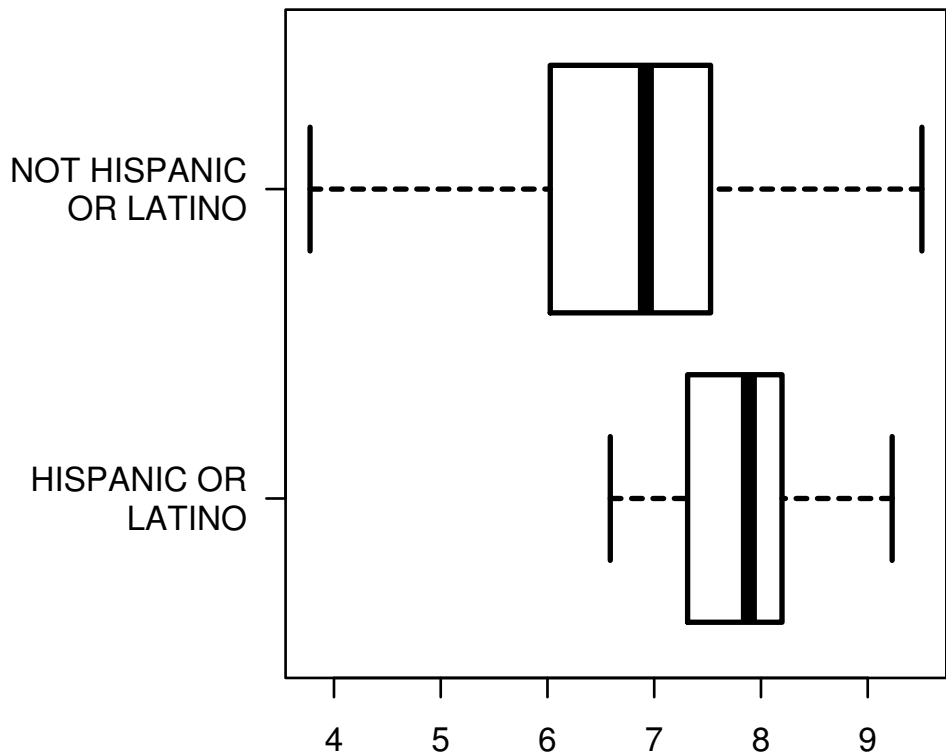 NOT HISPANIC
OR LATINO
HISPANIC OR
LATINO
4 5 6 7 8 9